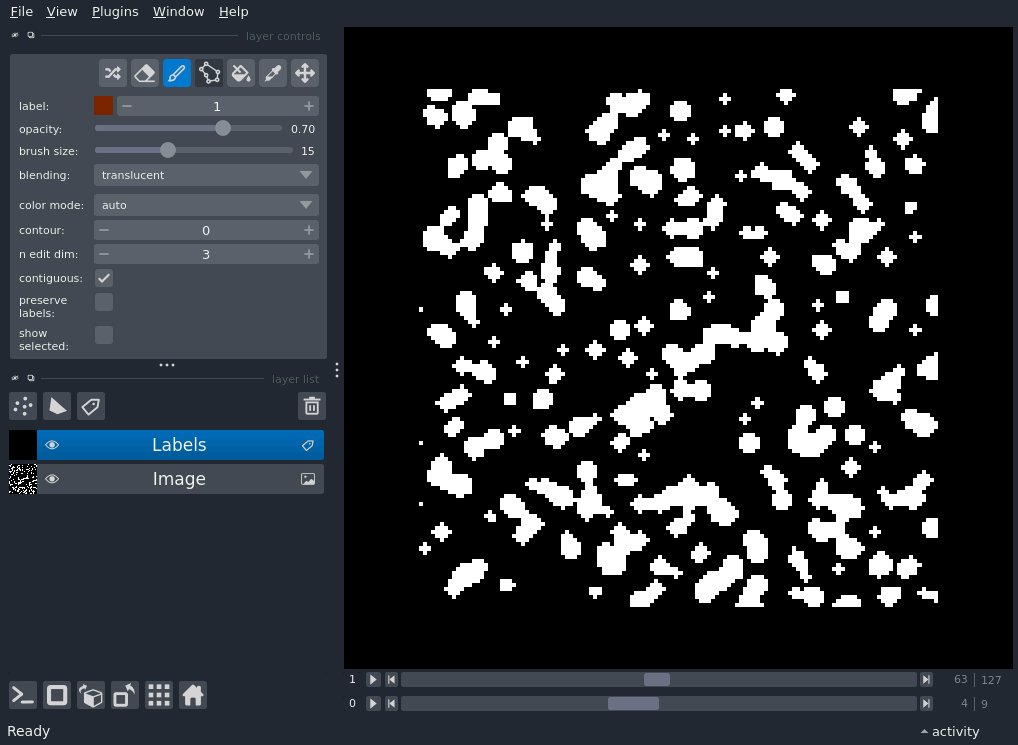 File View Plugins Window Help
layer controls
label: 1
opacity: 0.70
brush size: 15
blending: translucent
color mode: auto
contour: 0
n edit dim: 3
contiguous:
preserve
labels:
show
selected:
layer list
Labels
Image
1 63 127
0 4 9
Ready activity